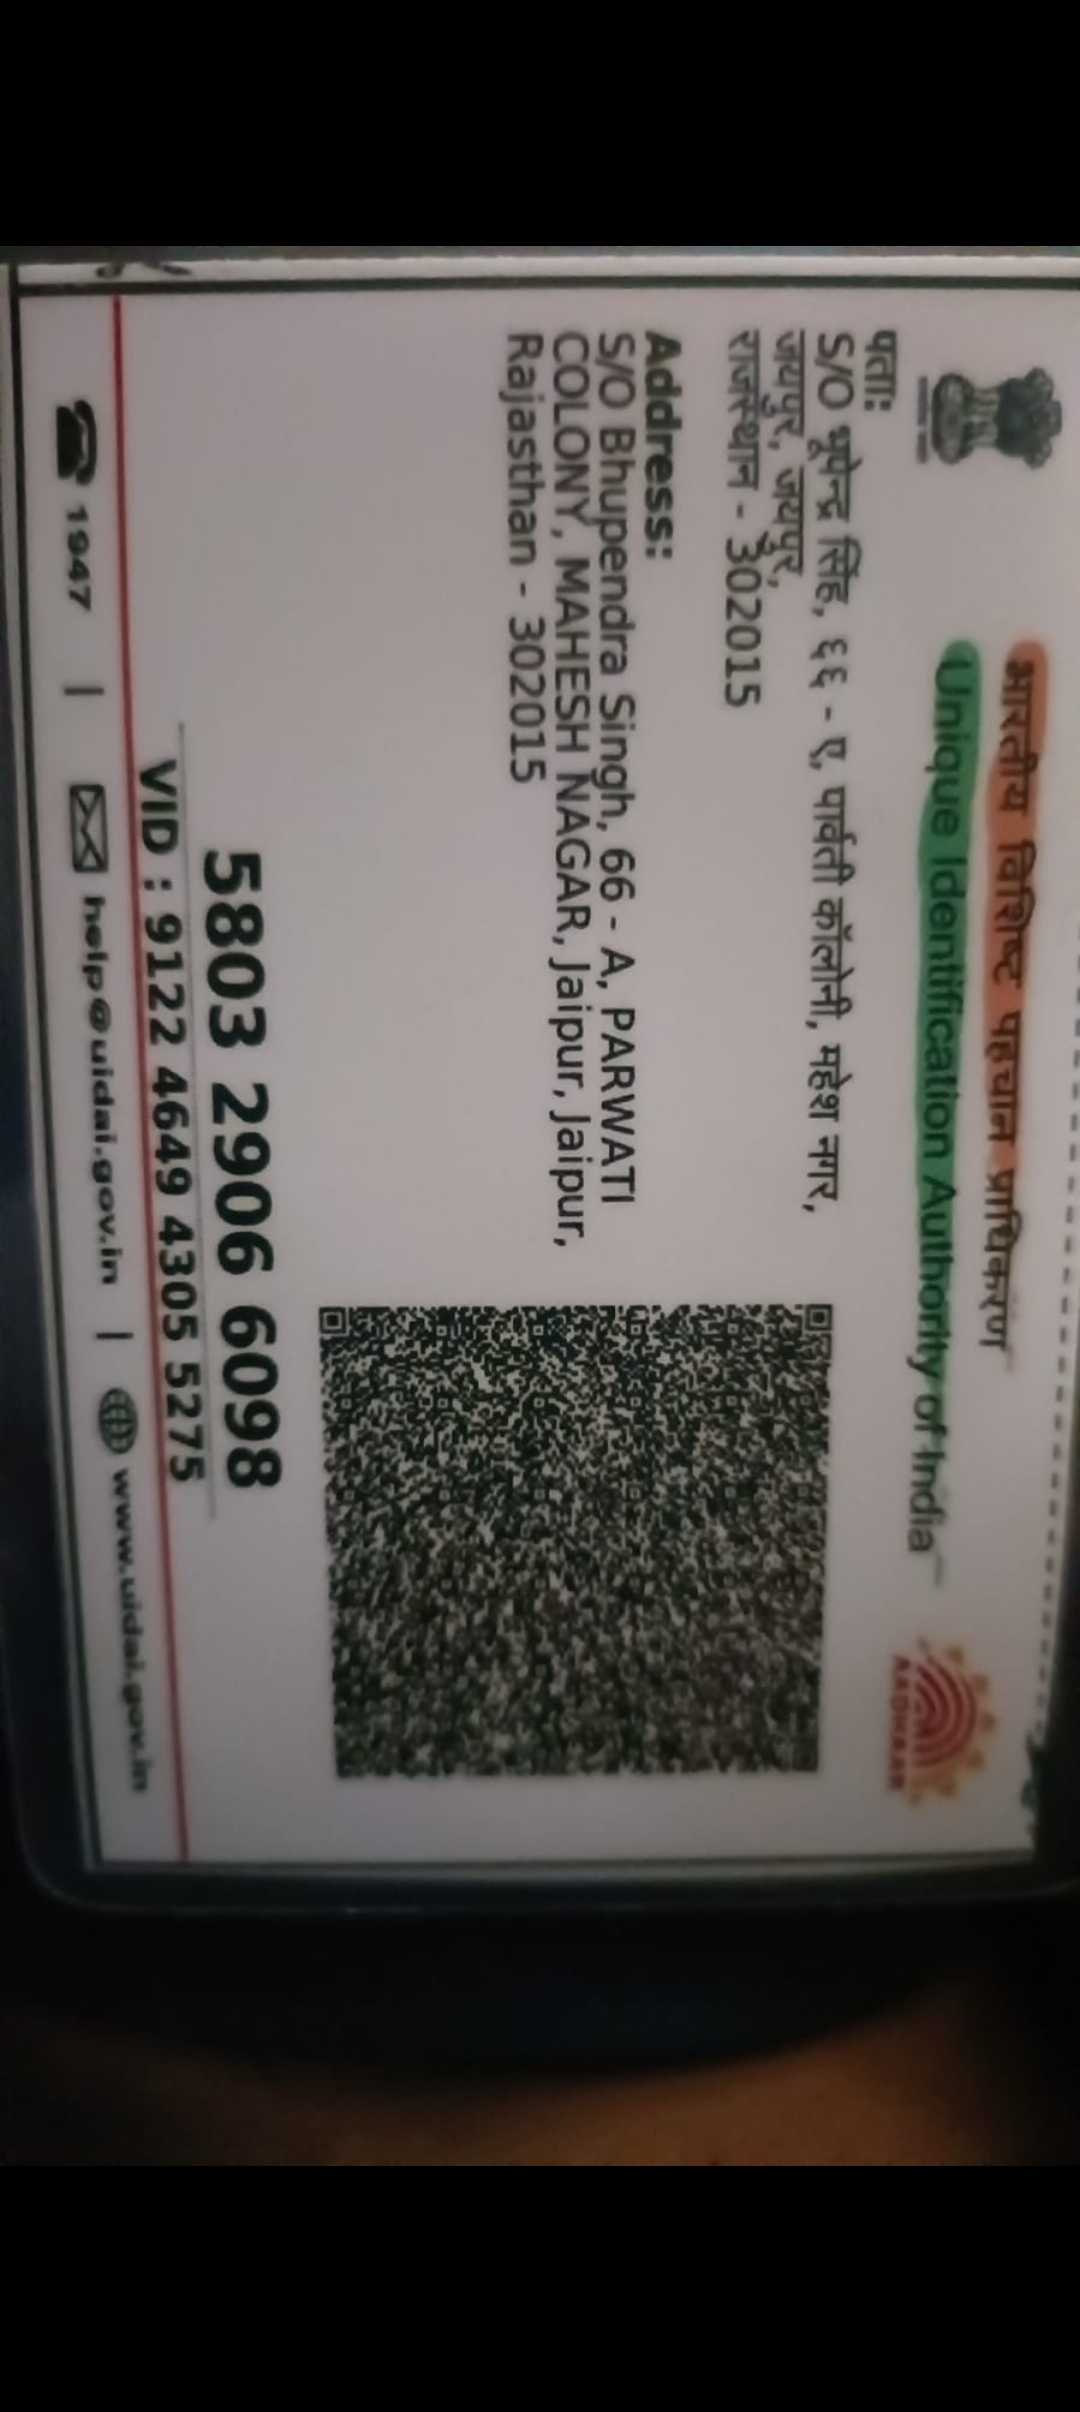 भारतीय विशिष्ट पहचान प्राधिकरण
Unique Identification Authority of India
AADHAAR
पता:
S/O भूपेन्द्र सिंह, ६६ - ए, पार्वती कॉलोनी, महेश नगर,
जयपुर, जयपुर,
राजस्थान - 302015
Address:
S/O Bhupendra Singh, 66 - A, PARWATI
COLONY, MAHESH NAGAR, Jaipur, Jaipur,
Rajasthan - 302015
5803 2906 6098
VID : 9122 4649 4305 5275
1947 | help@uidai.gov.in | www.uidai.gov.in